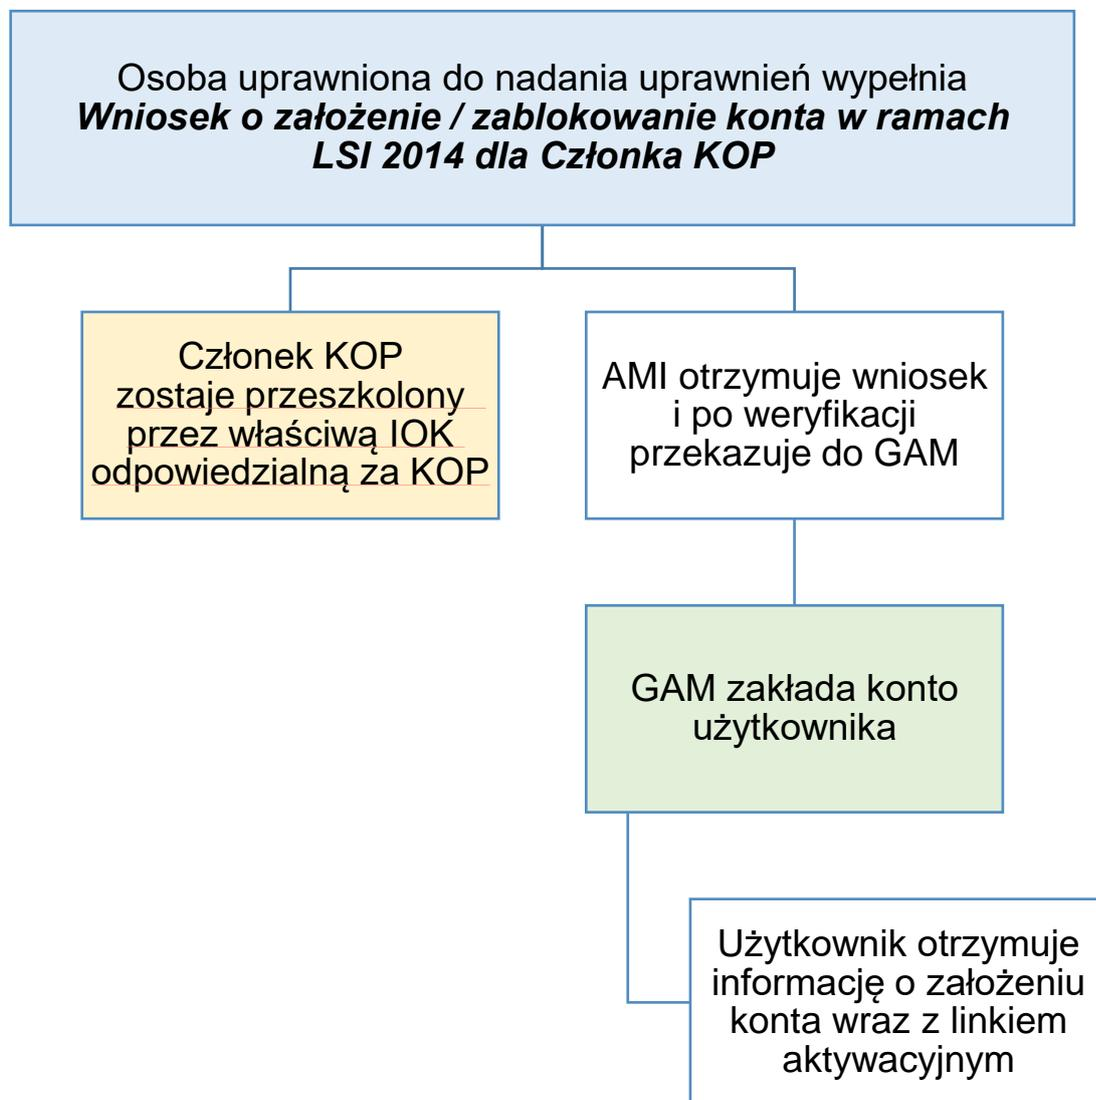 Osoba uprawniona do nadania uprawnień wypełnia
Wniosek o założenie / zablokowanie konta w ramach
LSI 2014 dla Członka KOP
Członek KOP
zostaje przeszkolony
przez właściwą IOK
odpowiedzialną za KOP
AMI otrzymuje wniosek
i po weryfikacji
przekazuje do GAM
GAM zakłada konto
użytkownika
Użytkownik otrzymuje
informację o założeniu
konta wraz z linkiem
aktywacyjnym